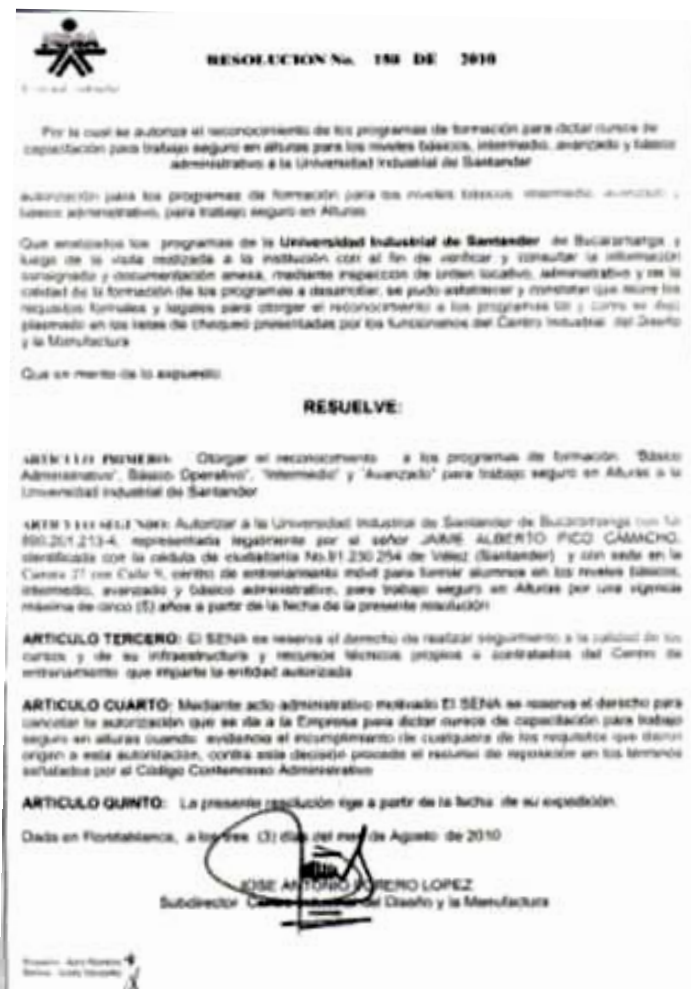 SENA
RESOLUCION No. 150 DE 2010
Por la cual se autoriza el reconocimiento de los programas de formación para dictar cursos de
capacitación para trabajo seguro en alturas para los niveles básicos, intermedio, avanzado y básico
administrativo a la Universidad Industrial de Santander
autorización para los programas de formación para los niveles básicos, intermedio, avanzado y
básico administrativo, para trabajo seguro en Alturas
Que analizados los programas de la Universidad Industrial de Santander de Bucaramanga y
luego de la visita realizada a la institución con el fin de verificar y consultar la información
consignada y documentación anexa, mediante inspección de orden locativo, administrativo y de la
calidad de la formación de los programas a desarrollar, se pudo establecer y constatar que reúne los
requisitos formales y legales para otorgar el reconocimiento a los programas tal y como se dejó
plasmado en las listas de chequeo presentadas por los funcionarios del Centro Industrial del Diseño
y la Manufactura
Que en merito de lo expuesto
RESUELVE:
ARTICULO PRIMERO: Otorgar el reconocimiento a los programas de formación "Básico
Administrativo", Básico Operativo", "Intermedio" y "Avanzado" para trabajo seguro en Alturas a la
Universidad Industrial de Santander
ARTICULO SEGUNDO: Autorizar a la Universidad Industrial de Santander de Bucaramanga con Nit
890.201.213-4, representada legalmente por el señor JAIME ALBERTO PICO CAMACHO,
identificada con la cédula de ciudadanía No.91.230.254 de Vélez (Santander) y con sede en la
Carrera 27 con Calle 9, centro de entrenamiento móvil para formar alumnos en los niveles básicos,
intermedio, avanzado y básico administrativo, para trabajo seguro en Alturas por una vigencia
máxima de cinco (5) años a partir de la fecha de la presente resolución
ARTICULO TERCERO: El SENA se reserva el derecho de realizar seguimiento a la calidad de los
cursos y de su infraestructura y recursos técnicos propios o contratados del Centro de
entrenamiento que imparte la entidad autorizada
ARTICULO CUARTO: Mediante acto administrativo motivado El SENA se reserva el derecho para
cancelar la autorización que se da a la Empresa para dictar cursos de capacitación para trabajo
seguro en alturas cuando evidencia el incumplimiento de cualquiera de los requisitos que dieron
origen a esta autorización, contra esta decisión procede el recurso de reposición en los términos
señalados por el Código Contencioso Administrativo
ARTICULO QUINTO: La presente resolución rige a partir de la fecha de su expedición.
Dada en Floridablanca, a los tres (3) días del mes de Agosto de 2010
JOSE ANTONIO LOPEZ
Subdirector Centro Industrial del Diseño y la Manufactura